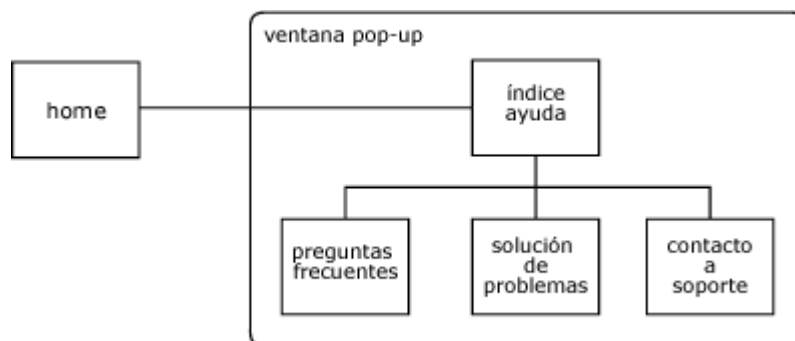 ventana pop-up
home
índice
ayuda
preguntas
frecuentes
solución
de
problemas
contacto
a
soporte